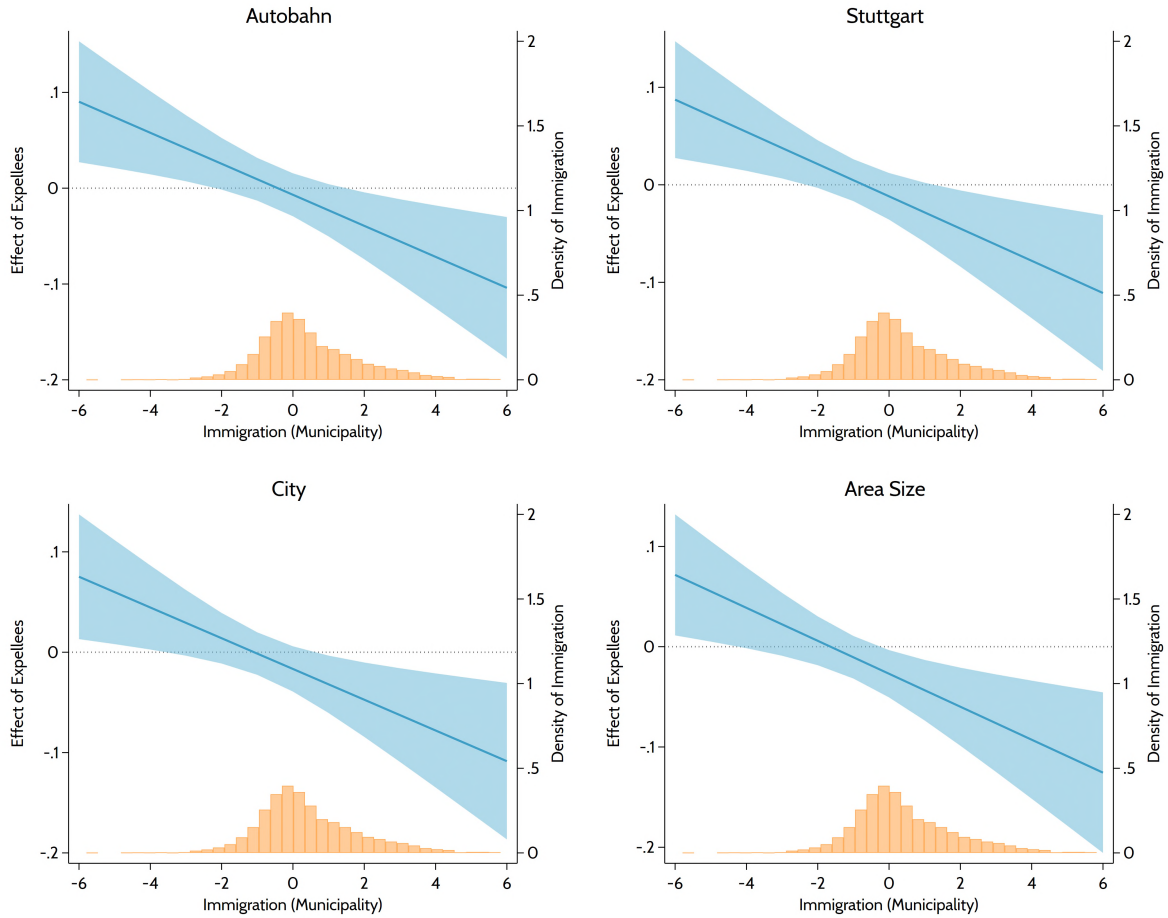 Autobahn
Effect of Expellees
.1
0
-.1
-.2
2
1.5
1
.5
0
Density of Immigration
-6 -4 -2 0 2 4 6
Immigration (Municipality)
Stuttgart
Effect of Expellees
.1
0
-.1
-.2
2
1.5
1
.5
0
Density of Immigration
-6 -4 -2 0 2 4 6
Immigration (Municipality)
City
Effect of Expellees
.1
0
-.1
-.2
2
1.5
1
.5
0
Density of Immigration
-6 -4 -2 0 2 4 6
Immigration (Municipality)
Area Size
Effect of Expellees
.1
0
-.1
-.2
2
1.5
1
.5
0
Density of Immigration
-6 -4 -2 0 2 4 6
Immigration (Municipality)